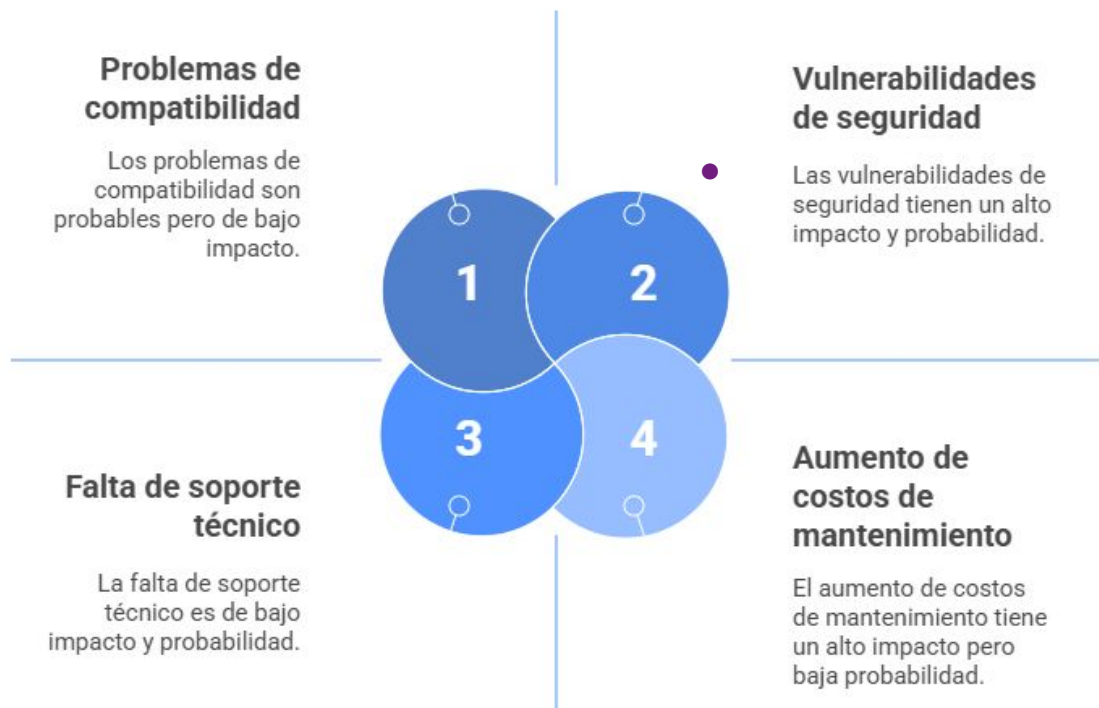 Problemas de
compatibilidad
Los problemas de
compatibilidad son
probables pero de bajo
impacto.
Vulnerabilidades
de seguridad
Las vulnerabilidades de
seguridad tienen un alto
impacto y probabilidad.
1
2
3
4
Falta de soporte
técnico
La falta de soporte
técnico es de bajo
impacto y probabilidad.
Aumento de
costos de
mantenimiento
El aumento de costos
de mantenimiento tiene
un alto impacto pero
baja probabilidad.